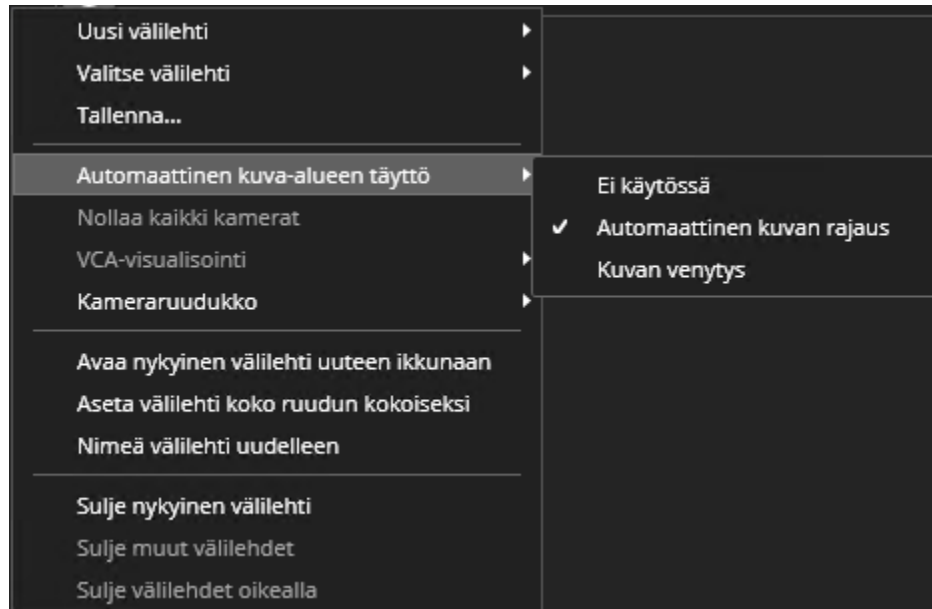 Uusi välilehti
Valitse välilehti
Tallenna...
Automaattinen kuva-alueen täyttö
Nollaa kaikki kamerat
VCA-visualisointi
Kameraruudukko
Avaa nykyinen välilehti uuteen ikkunaan
Aseta välilehti koko ruudun kokoiseksi
Nimeä välilehti uudelleen
Sulje nykyinen välilehti
Sulje muut välilehdet
Sulje välilehdet oikealla
Ei käytössä
Automaattinen kuvan rajaus
Kuvan venytys